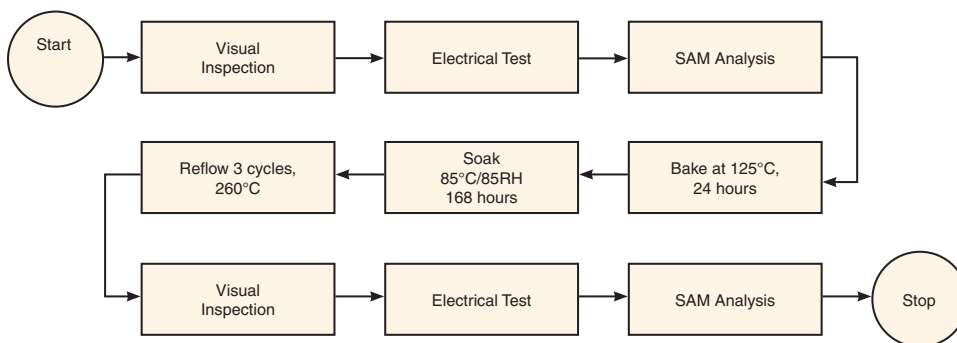 Start
Visual
Inspection
Electrical Test
SAM Analysis
Bake at 125°C,
24 hours
Soak
85°C/85RH
168 hours
Reflow 3 cycles,
260°C
Visual
Inspection
Electrical Test
SAM Analysis
Stop